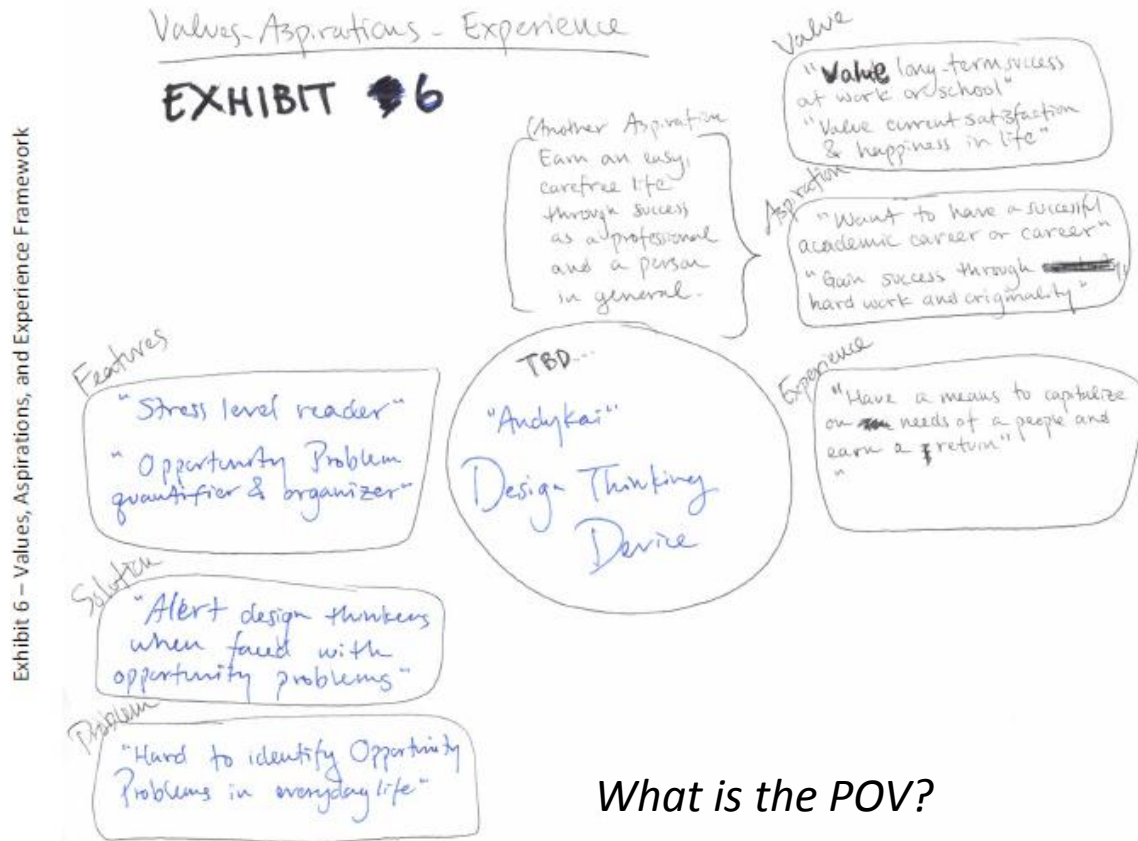 Exhibit 6 – Values, Aspirations, and Experience Framework
Values-Aspirations - Experience
EXHIBIT 6
(Another Aspiration
Earn an easy,
carefree life
through success
as a professional
and a person
in general.
Value
"Value long-term success
at work or school"
"Value current satisfaction
& happiness in life"
Aspiration
"Want to have a successful
academic career or career"
"Gain success through
hard work and originality"
Experience
"Have a means to capitalize
on needs of a people and
earn a return"
"
Features
"Stress level reader"
"Opportunity Problem
quantifier & organizer"
TBD...
"Andykai"
Design Thinking
Device
Solution
"Alert design thinkers
when faced with
opportunity problems"
Problem
"Hard to identify Opportunity
Problems in everyday life"
What is the POV?